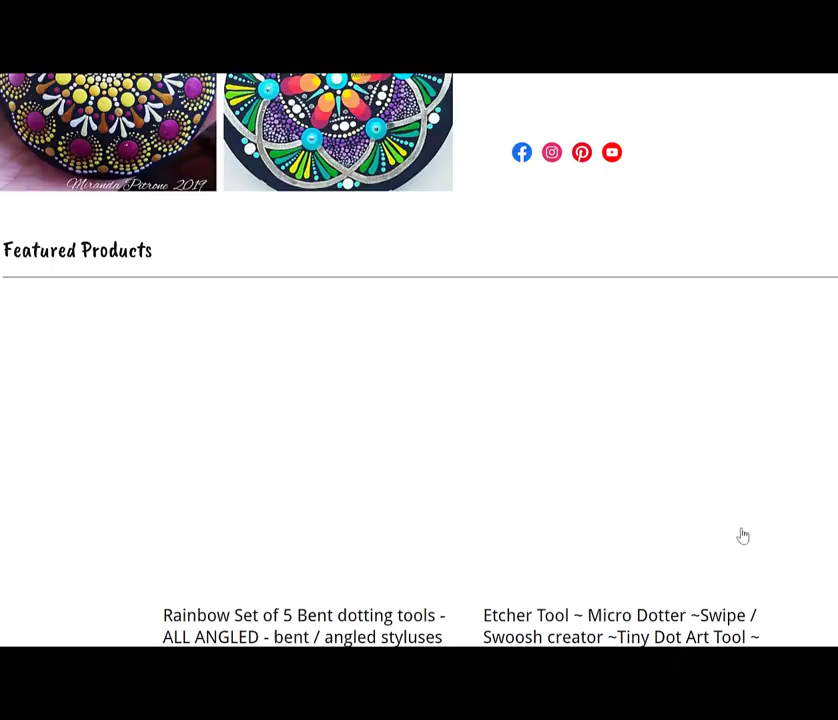 Miranda Pitrone 2019
Featured Products
Rainbow Set of 5 Bent dotting tools -
ALL ANGLED - bent / angled styluses
Etcher Tool ~ Micro Dotter ~Swipe /
Swoosh creator ~Tiny Dot Art Tool ~